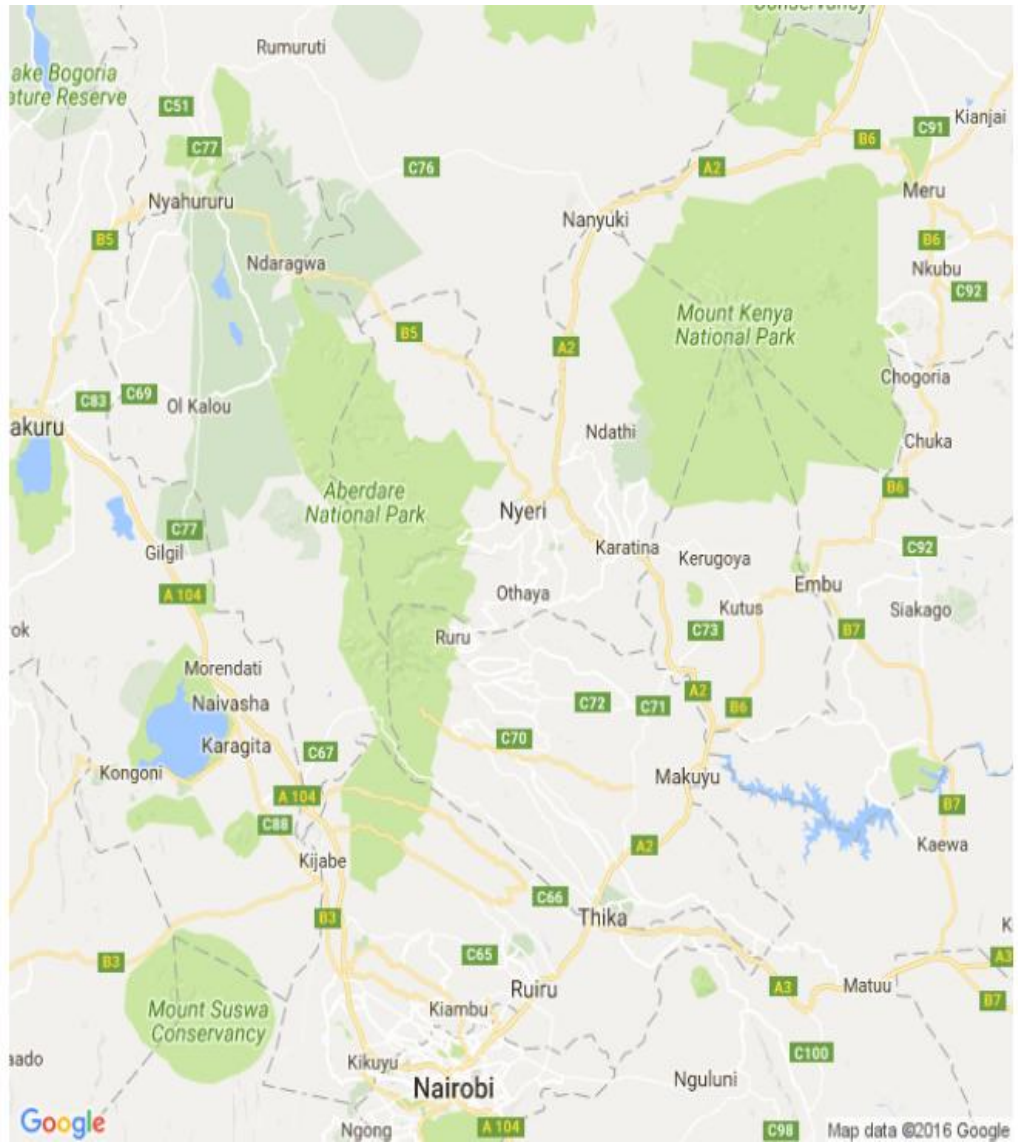 Conservancy
Rumuruti
ake Bogoria
ature Reserve
C51
C91
Kianjai
C77
B6
C76
A2
Nyahururu
Meru
Nanyuki
B5
B6
Ndaragwa
Nkubu
C92
Mount Kenya
National Park
B5
A2
Chogoria
C83
C69
Ol Kalou
akuru
Ndathi
Chuka
Aberdare
National Park
B6
Nyeri
C77
Gilgil
Karatina
Kerugoya
C92
Embu
A 104
Othaya
Kutus
Siakago
rok
Ruru
C73
B7
Morendati
A2
Naivasha
C72
C71
B6
Karagita
C67
C70
Kongoni
Makuyu
A 104
B7
C88
A2
Kaewa
Kijabe
C66
Thika
B3
K
C65
B3
A3
Ruiru
A3
Matuu
B7
Mount Suswa
Conservancy
Kiambu
aado
Kikuyu
C100
Nairobi
Nguluni
Google
Ngong
A 104
C98
Map data ©2016 Google